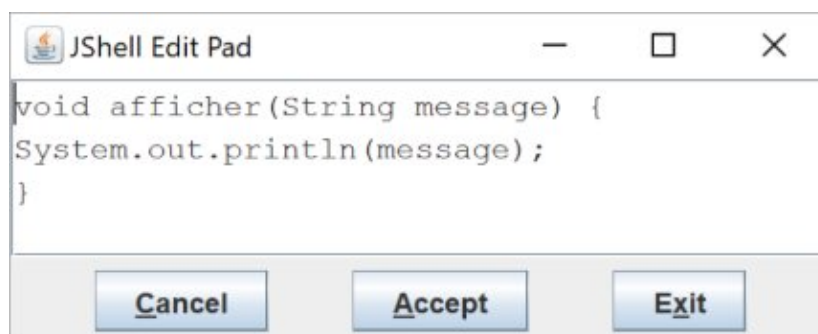 JShell Edit Pad
void afficher(String message) {
System.out.println(message);
}
Cancel Accept Exit